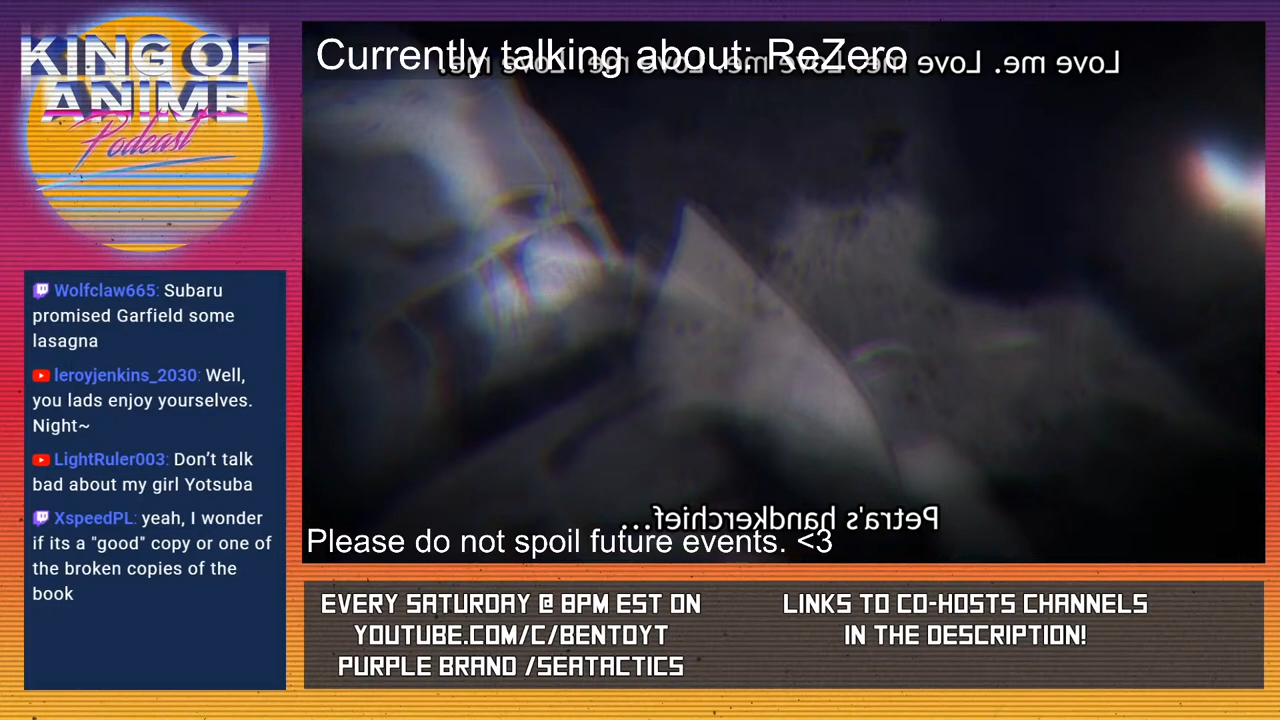 KING OF
ANIME
Podcast
Currently talking about: ReZero
Love me. Love me. Love me. Love me. Love me. Love me.
Petra's handkerchief...
Please do not spoil future events. <3
Wolfclaw665: Subaru
promised Garfield some
lasagna
leroyjenkins_2030: Well,
you lads enjoy yourselves.
Night~
LightRuler003: Don’t talk
bad about my girl Yotsuba
XspeedPL: yeah, I wonder
if its a "good" copy or one of
the broken copies of the
book
EVERY SATURDAY @ 8PM EST ON
YOUTUBE.COM/C/BENTOYT
PURPLE BRAND /SEATACTICS
LINKS TO CO-HOSTS CHANNELS
IN THE DESCRIPTION!